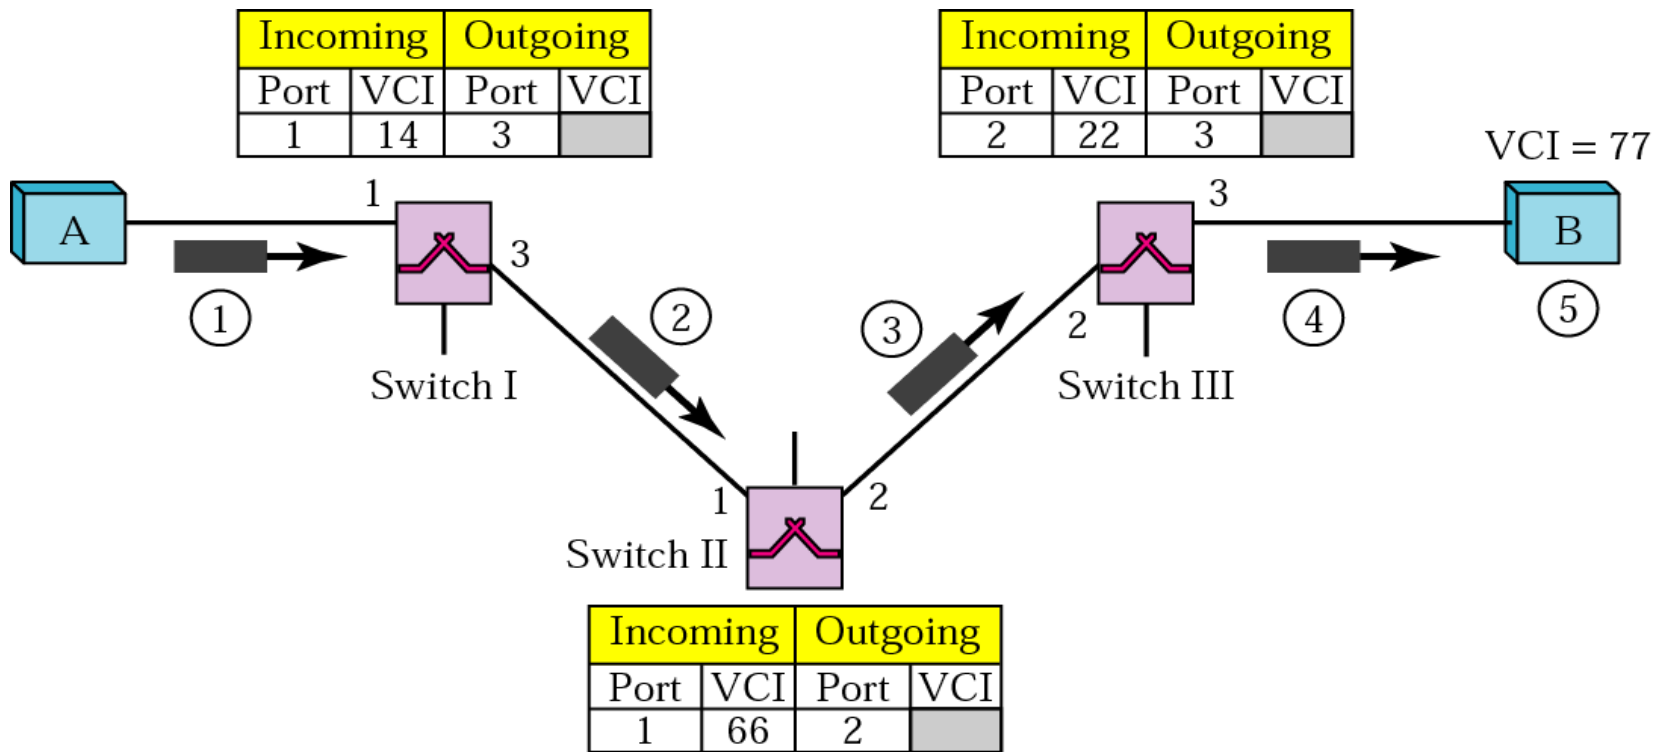 Incoming Outgoing
Port VCI Port VCI
1 14 3
Incoming Outgoing
Port VCI Port VCI
2 22 3
VCI = 77
A
1
3
1
Switch I
2
3
2
3
Switch III
4
B
5
1
2
Switch II
Incoming Outgoing
Port VCI Port VCI
1 66 2